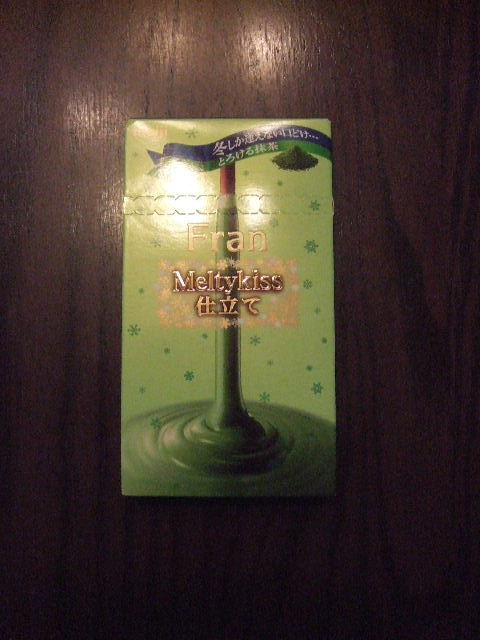 冬しか逢えない口どけ…
とろける抹茶
Fran
Meltykiss
仕立て